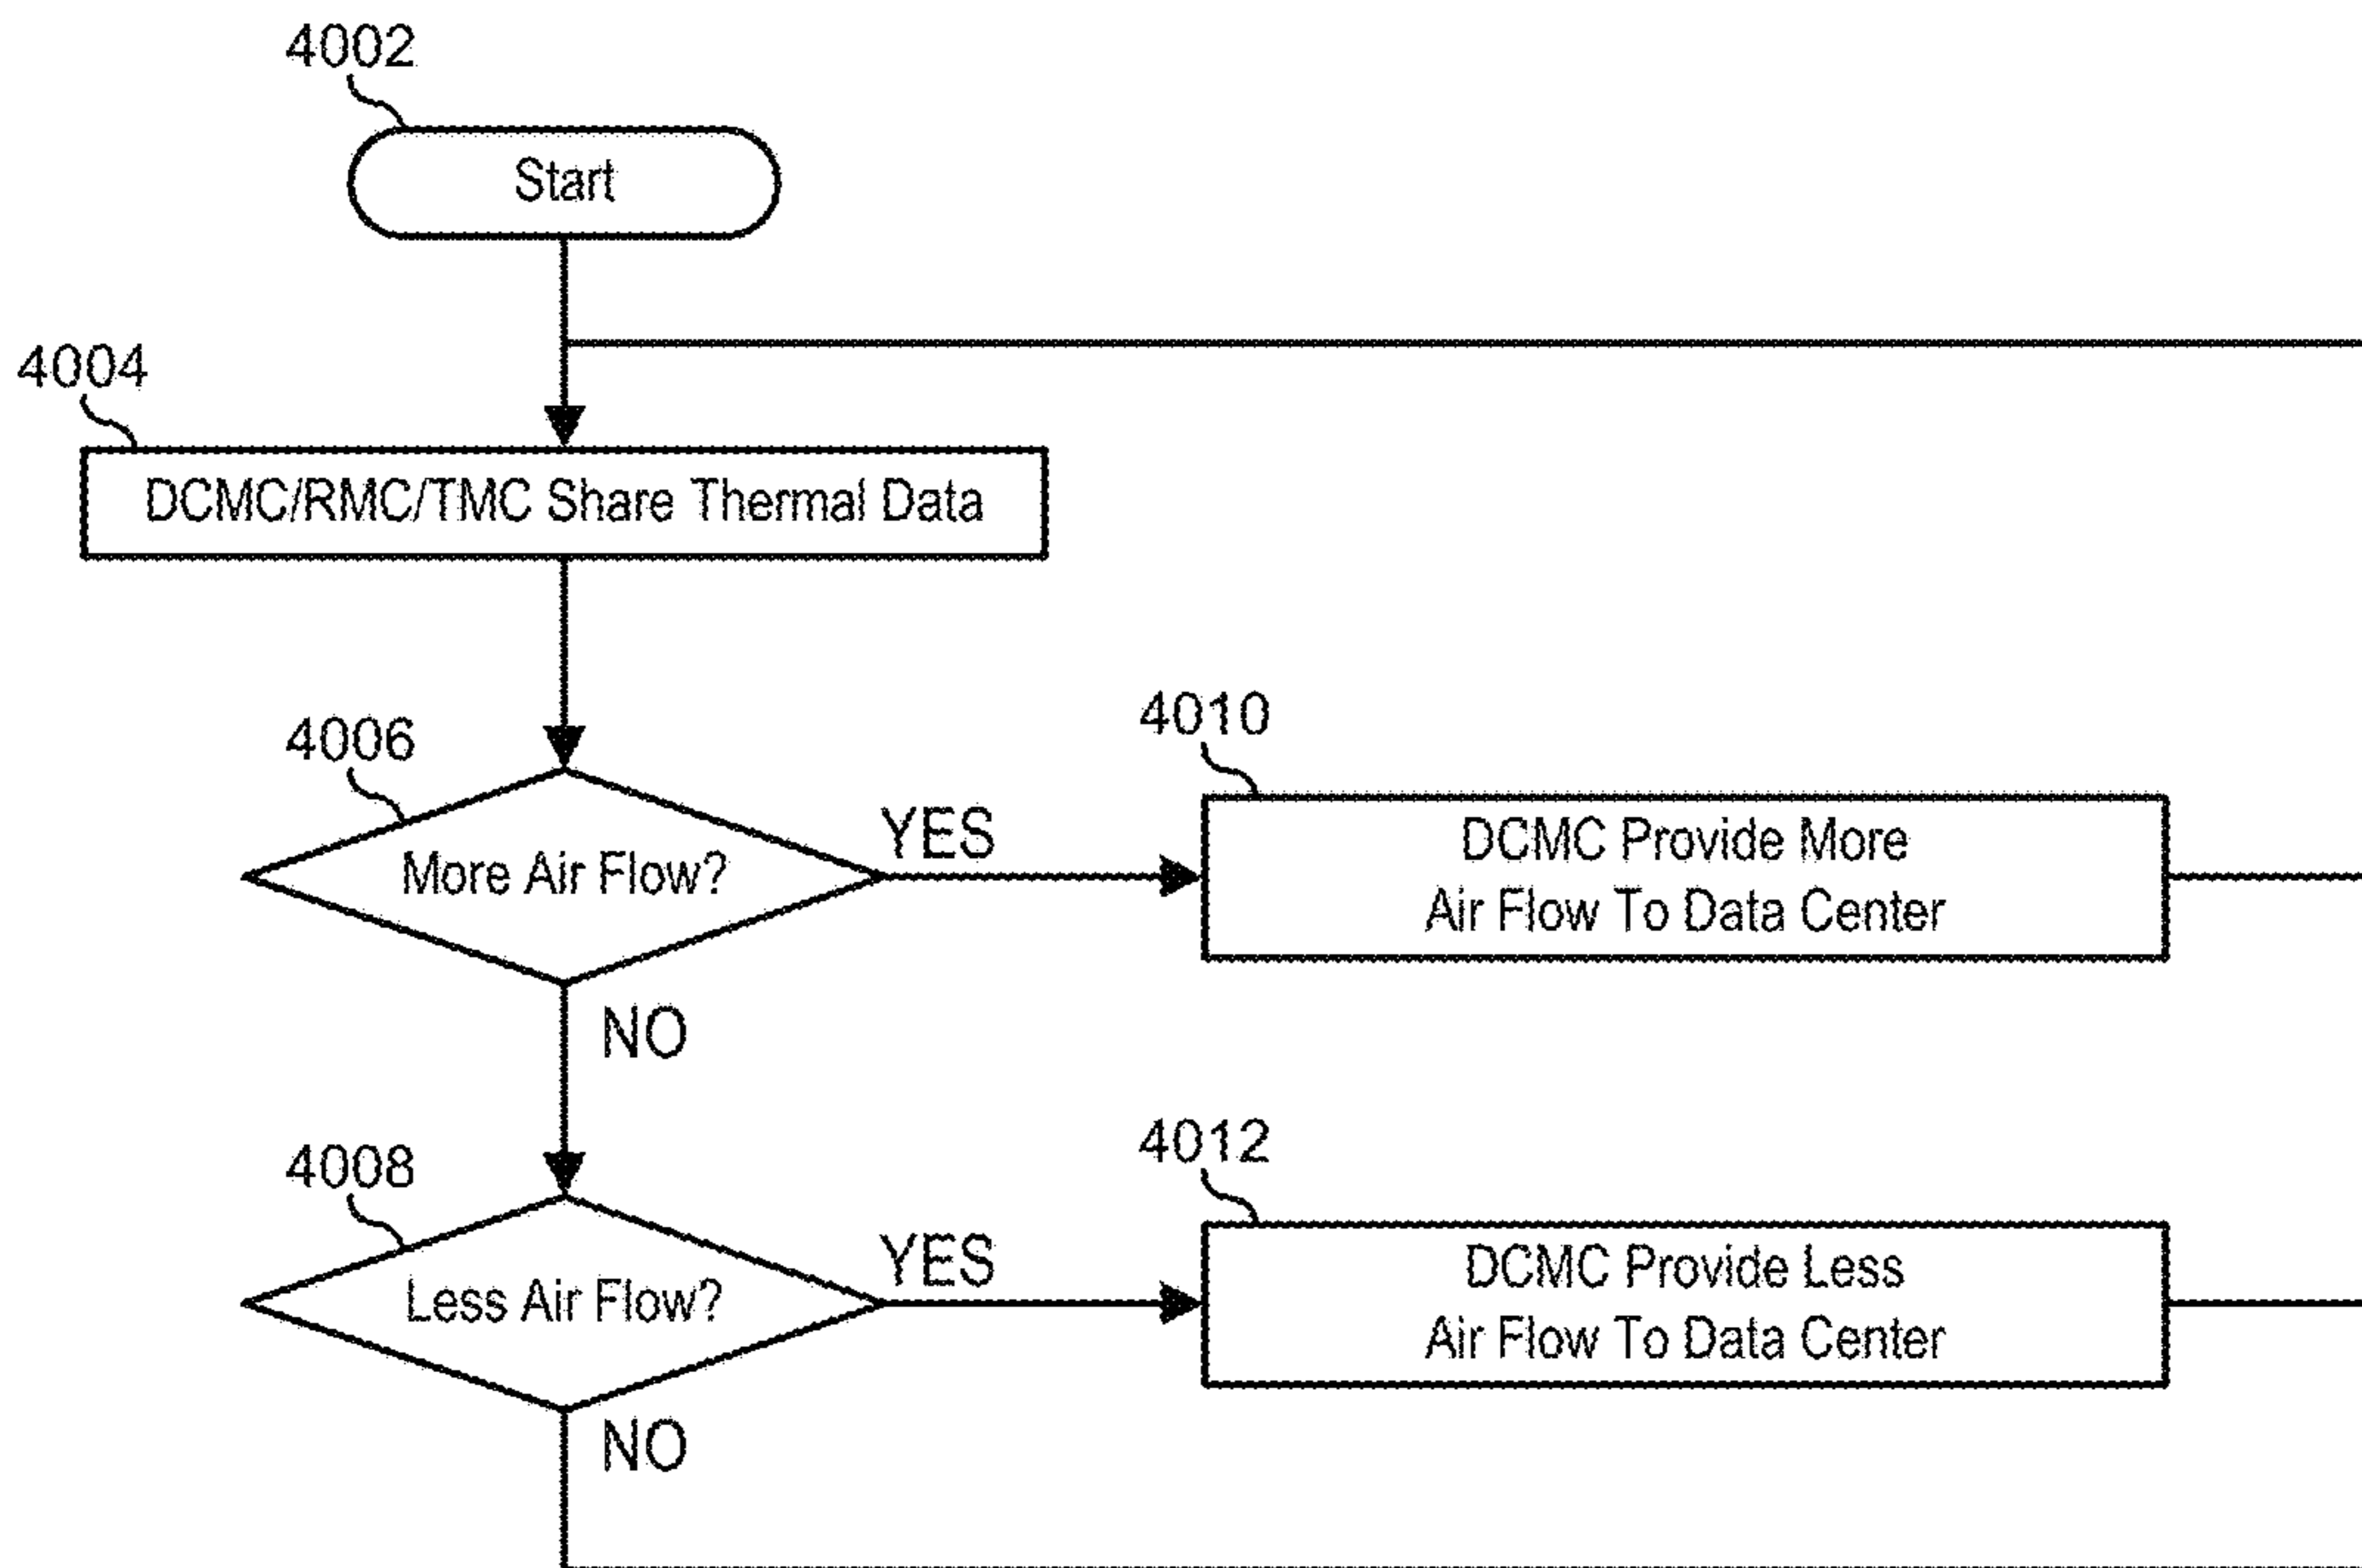 4002
Start
4004
DCMC/RMC/TMC Share Thermal Data
4006
More Air Flow?
YES
4010
DCMC Provide More
Air Flow To Data Center
NO
4008
Less Air Flow?
YES
4012
DCMC Provide Less
Air Flow To Data Center
NO